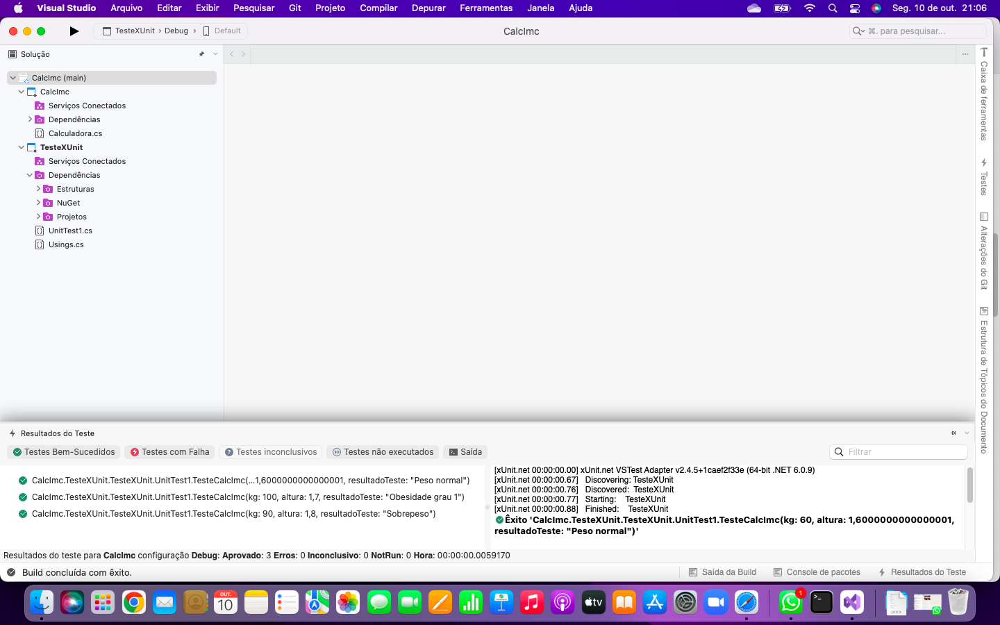 Visual Studio Arquivo Editar Exibir Pesquisar Git Projeto Compilar Depurar Ferramentas Janela Ajuda Seg. 10 de out. 21:06
TesteXUnit › Debug › Default
CalcImc
⌘. para pesquisar...
Solução
CalcImc (main)
CalcImc
Serviços Conectados
Dependências
Calculadora.cs
TesteXUnit
Serviços Conectados
Dependências
Estruturas
NuGet
Projetos
UnitTest1.cs
Usings.cs
Caixa de ferramentas
Testes
Alterações do Git
Estrutura de Tópicos do Documento
Resultados do Teste
Testes Bem-Sucedidos Testes com Falha Testes inconclusivos Testes não executados Saída
Filtrar
CalcImc.TesteXUnit.TesteXUnit.UnitTest1.TesteCalcImc(...1,6000000000000001, resultadoTeste: "Peso normal")
CalcImc.TesteXUnit.TesteXUnit.UnitTest1.TesteCalcImc(kg: 100, altura: 1,7, resultadoTeste: "Obesidade grau 1")
CalcImc.TesteXUnit.TesteXUnit.UnitTest1.TesteCalcImc(kg: 90, altura: 1,8, resultadoTeste: "Sobrepeso")
[xUnit.net 00:00:00.00] xUnit.net VSTest Adapter v2.4.5+1caef2f33e (64-bit .NET 6.0.9)
[xUnit.net 00:00:00.67] Discovering: TesteXUnit
[xUnit.net 00:00:00.76] Discovered: TesteXUnit
[xUnit.net 00:00:00.77] Starting: TesteXUnit
[xUnit.net 00:00:00.88] Finished: TesteXUnit
Êxito 'CalcImc.TesteXUnit.TesteXUnit.UnitTest1.TesteCalcImc(kg: 60, altura: 1,6000000000000001,
resultadoTeste: "Peso normal")'
Resultados do teste para CalcImc configuração Debug: Aprovado: 3 Erros: 0 Inconclusivo: 0 NotRun: 0 Hora: 00:00:00.0059170
Build concluída com êxito.
Saída da Build Console de pacotes Resultados do Teste
OUT.
10
tv
1